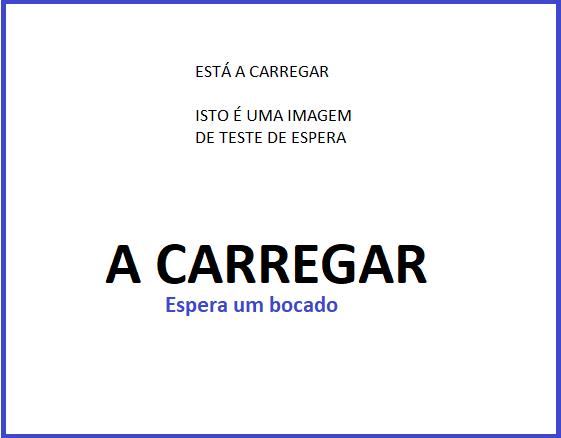 ESTÁ A CARREGAR
ISTO É UMA IMAGEM
DE TESTE DE ESPERA
A CARREGAR
Espera um bocado